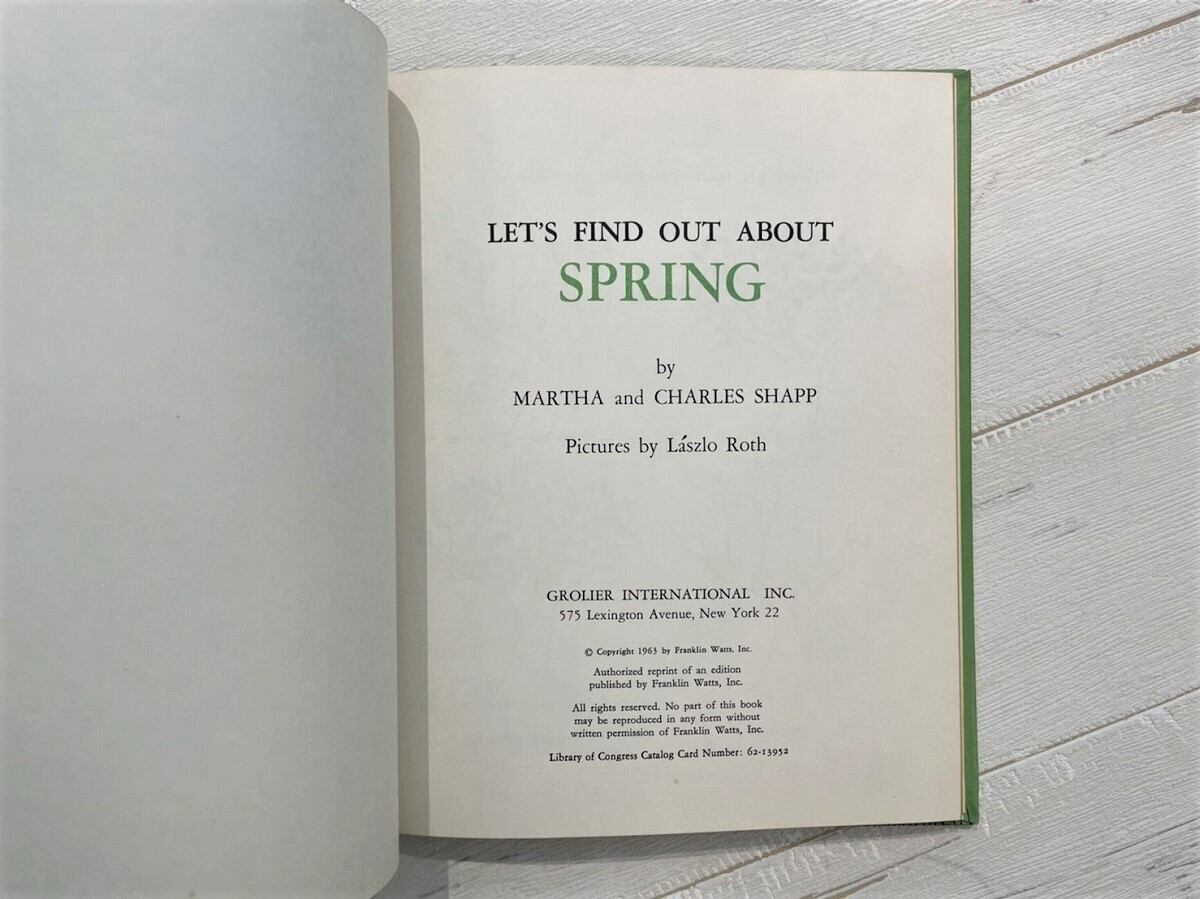 LET'S FIND OUT ABOUT
SPRING
by
MARTHA and CHARLES SHAPP
Pictures by Lászlo Roth
GROLIER INTERNATIONAL INC.
575 Lexington Avenue, New York 22
© Copyright 1963 by Franklin Watts, Inc.
Authorized reprint of an edition
published by Franklin Watts, Inc.
All rights reserved. No part of this book
may be reproduced in any form without
written permission of Franklin Watts, Inc.
Library of Congress Catalog Card Number: 62-13952